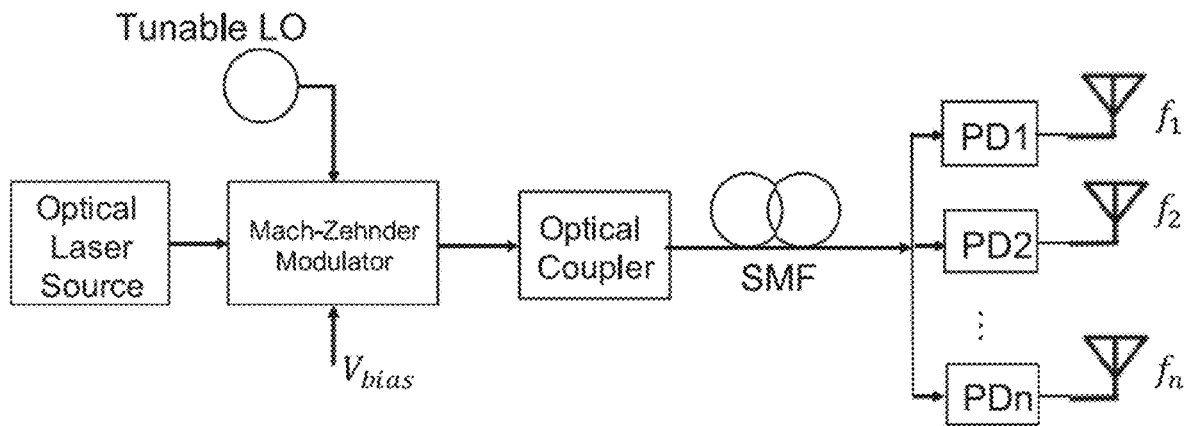 Tunable LO
Optical
Laser
Source
Mach-Zehnder
Modulator
V_bias
Optical
Coupler
SMF
PD1
f_1
PD2
f_2
⋮
PDn
f_n